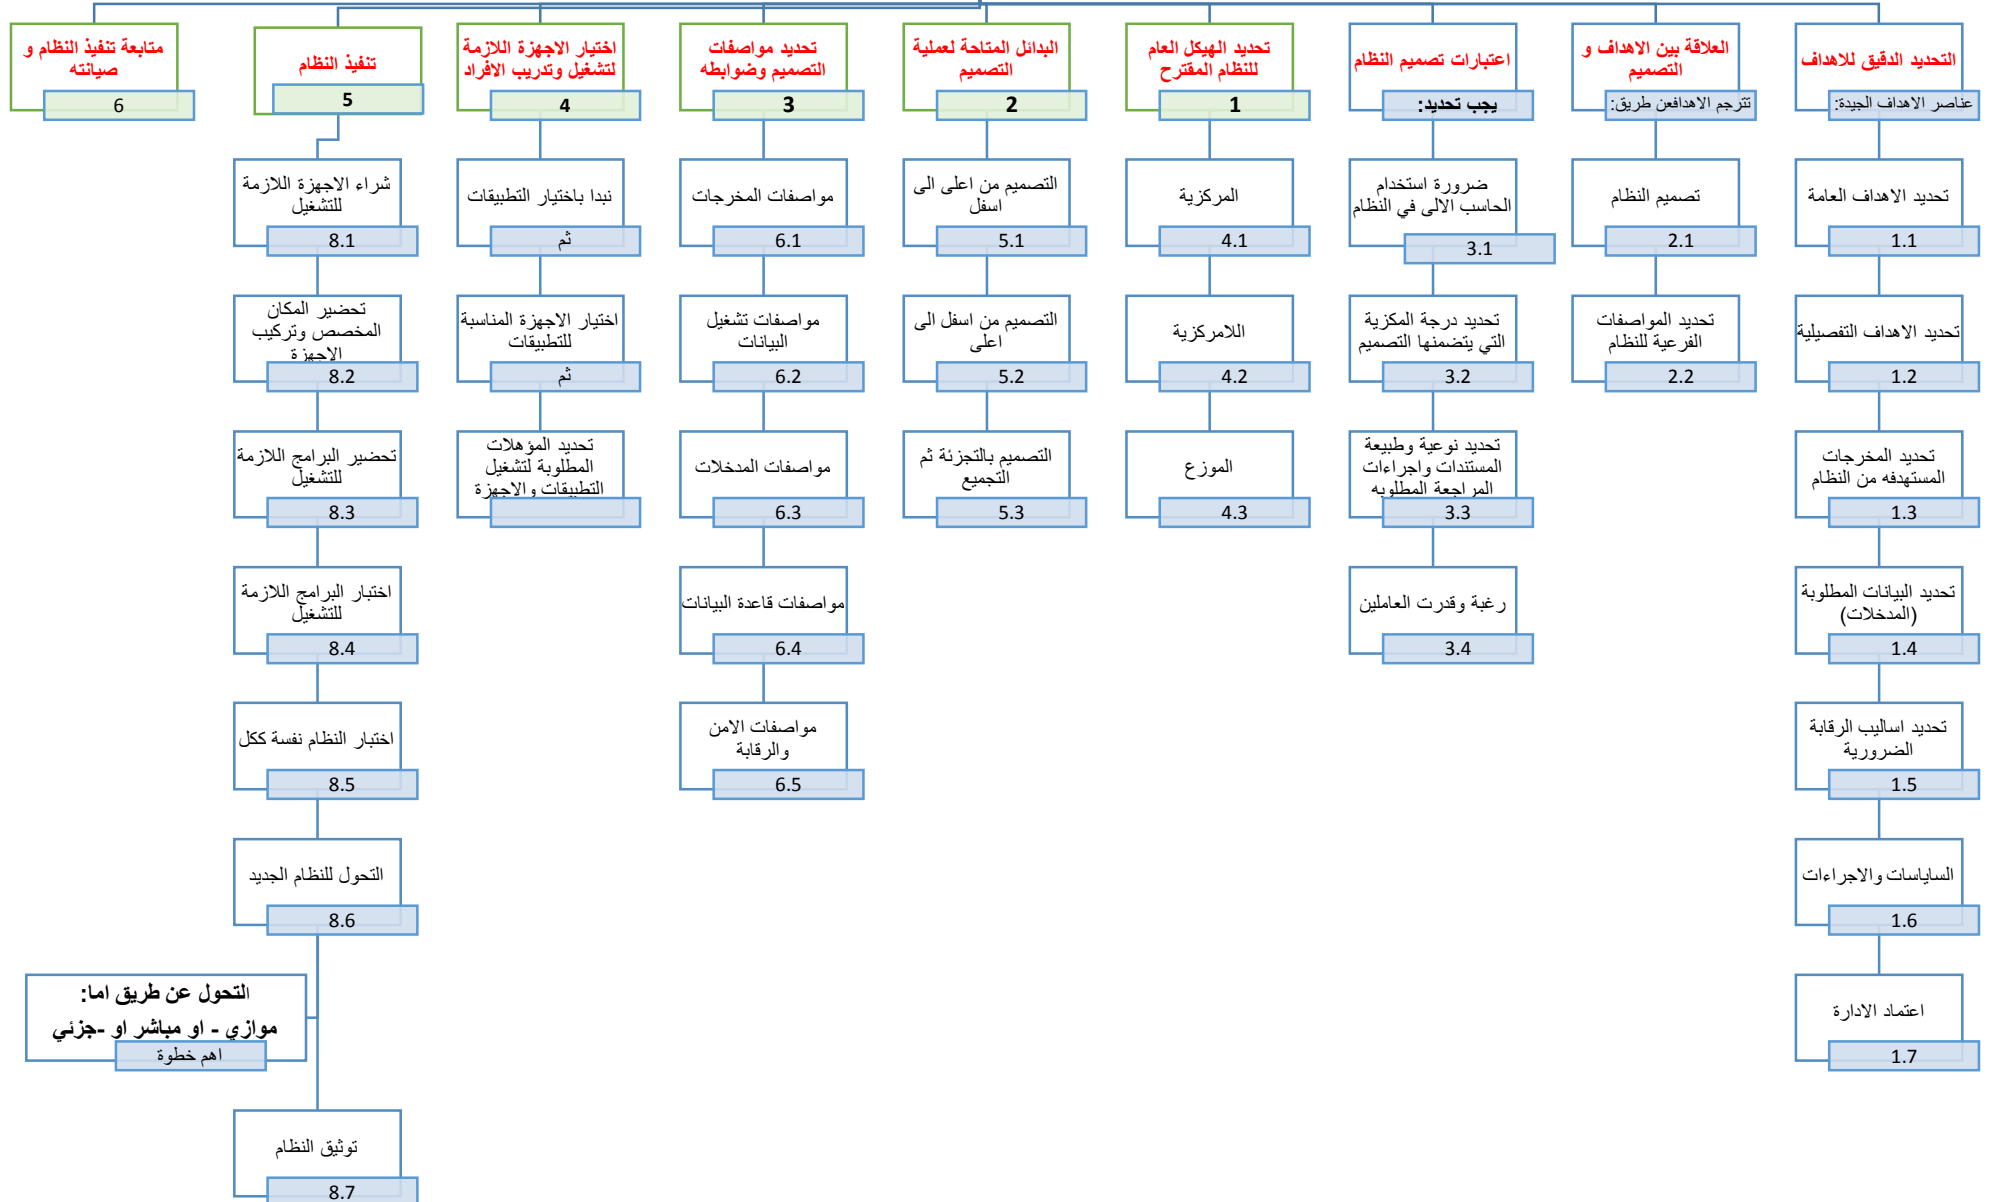 التحديد الدقيق للاهداف
عناصر الاهداف الجيدة:
تحديد الاهداف العامة
1.1
تحديد الاهداف التفصيلية
1.2
تحديد المخرجات
المستهدفه من النظام
1.3
تحديد البيانات المطلوبة
(المدخلات)
1.4
تحديد اساليب الرقابة
الضرورية
1.5
الساياسات والاجراءات
1.6
اعتماد الادارة
1.7
العلاقة بين الاهداف و
التصميم
تترجم الاهدافعن طريق:
تصميم النظام
2.1
تحديد المواصفات
الفرعية للنظام
2.2
اعتبارات تصميم النظام
يجب تحديد:
ضرورة استخدام
الحاسب الالى في النظام
3.1
تحديد درجة المكزية
التي يتضمنها التصميم
3.2
تحديد نوعية وطبيعة
المستندات واجراءات
المراجعة المطلوبه
3.3
رغبة وقدرت العاملين
3.4
تحديد الهيكل العام
للنظام المقترح
1
المركزية
4.1
اللامركزية
4.2
الموزع
4.3
البدائل المتاحة لعملية
التصميم
2
التصميم من اعلى الى
اسفل
5.1
التصميم من اسفل الى
اعلى
5.2
التصميم بالتجزئة ثم
التجميع
5.3
تحديد مواصفات
التصميم وضوابطه
3
مواصفات المخرجات
6.1
مواصفات تشغيل
البيانات
6.2
مواصفات المدخلات
6.3
مواصفات قاعدة البيانات
6.4
مواصفات الامن
والرقابة
6.5
اختيار الاجهزة اللازمة
لتشغيل وتدريب الافراد
4
نبدا باختيار التطبيقات
ثم
اختيار الاجهزة المناسبة
للتطبيقات
ثم
تحديد المؤهلات
المطلوبة لتشغيل
التطبيقات والاجهزة
تنفيذ النظام
5
شراء الاجهزة اللازمة
للتشغيل
8.1
تحضير المكان
المخصص وتركيب
الاجهزة
8.2
تحضير البرامج اللازمة
للتشغيل
8.3
اختبار البرامج اللازمة
للتشغيل
8.4
اختبار النظام نفسة ككل
8.5
التحول للنظام الجديد
8.6
التحول عن طريق اما:
موازي - او مباشر او -جزئي
اهم خطوة
توثيق النظام
8.7
متابعة تنفيذ النظام و
صيانته
6